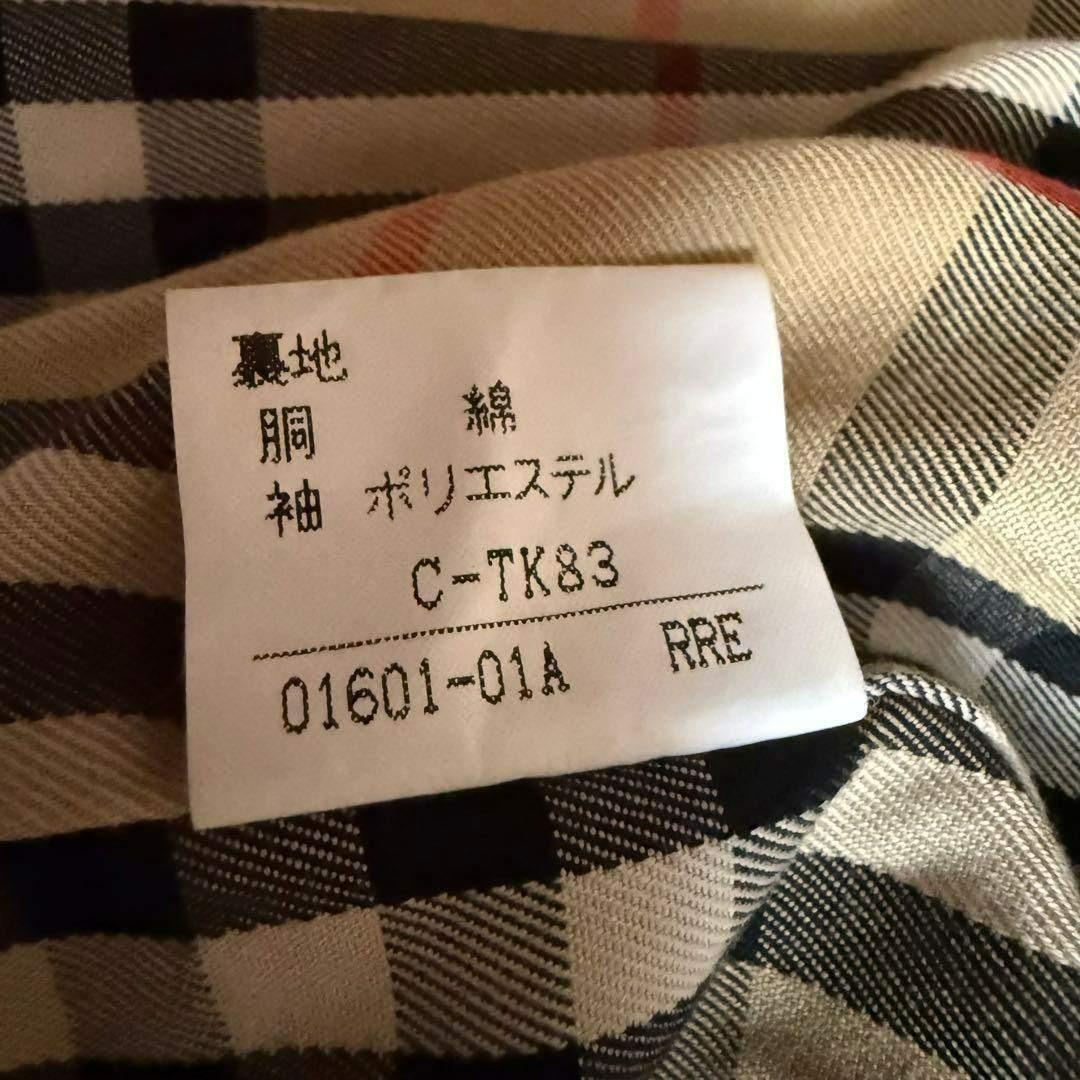 裏地
胴 綿
袖 ポリエステル
C-TK83
01601-01A RRE